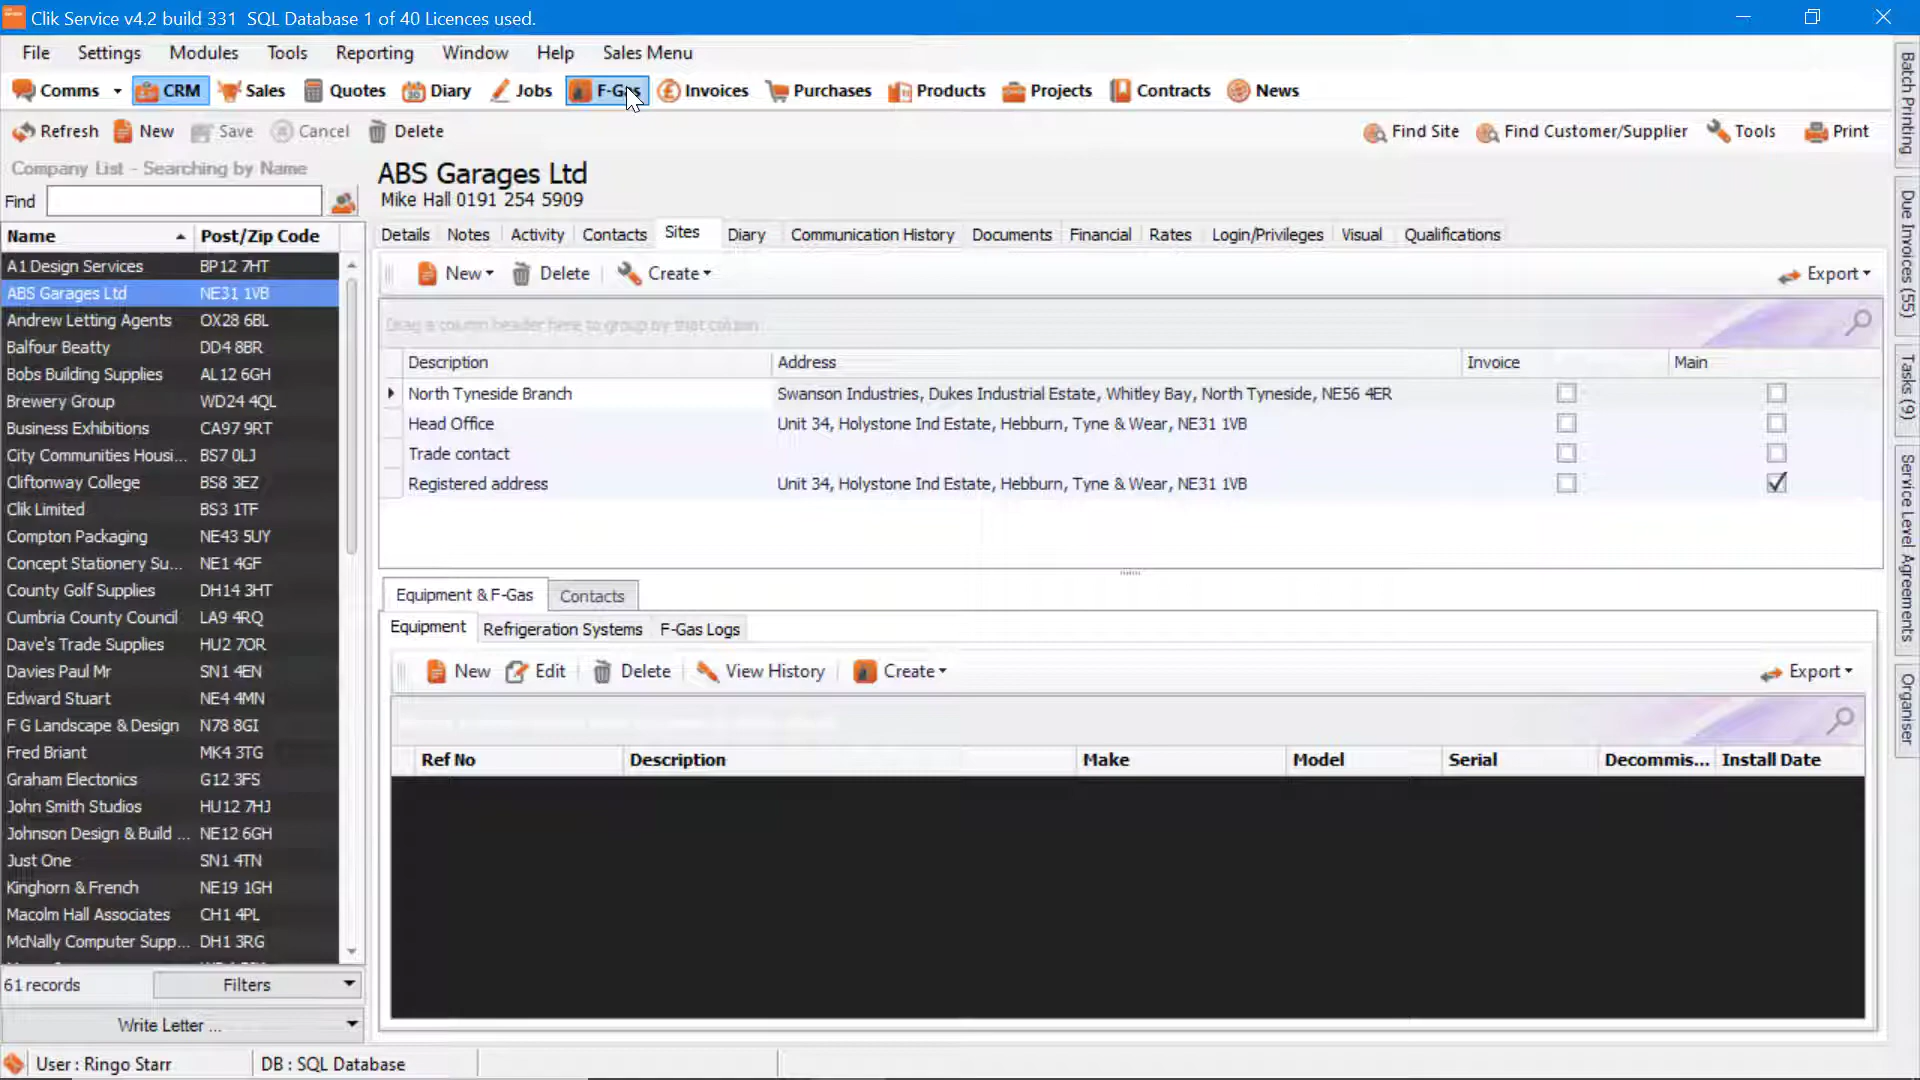 Clik Service v4.2 build 331  SQL Database 1 of 40 Licences used.
File Settings Modules Tools Reporting Window Help Sales Menu
Comms CRM Sales Quotes Diary Jobs F-Gas Invoices Purchases Products Projects Contracts News
Refresh New Save Cancel Delete Find Site Find Customer/Supplier Tools Print
Company List - Searching by Name
Find
Name Post/Zip Code
A1 Design Services BP12 7HT
ABS Garages Ltd NE31 1VB
Andrew Letting Agents OX28 6BL
Balfour Beatty DD4 8BR
Bobs Building Supplies AL12 6GH
Brewery Group WD24 4QL
Business Exhibitions CA97 9RT
City Communities Housi... BS7 0LJ
Cliftonway College BS8 3EZ
Clik Limited BS3 1TF
Compton Packaging NE43 5UY
Concept Stationery Su... NE1 4GF
County Golf Supplies DH14 3HT
Cumbria County Council LA9 4RQ
Dave's Trade Supplies HU2 7OR
Davies Paul Mr SN1 4EN
Edward Stuart NE4 4MN
F G Landscape & Design N78 8GI
Fred Briant MK4 3TG
Graham Electonics G12 3FS
John Smith Studios HU12 7HJ
Johnson Design & Build ... NE12 6GH
Just One SN1 4TN
Kinghorn & French NE19 1GH
Macolm Hall Associates CH1 4PL
McNally Computer Supp... DH1 3RG
61 records Filters
Write Letter ...
ABS Garages Ltd
Mike Hall 0191 254 5909
Details Notes Activity Contacts Sites Diary Communication History Documents Financial Rates Login/Privileges Visual Qualifications
New Delete Create Export
Drag a column header here to group by that column
Description Address Invoice Main
North Tyneside Branch Swanson Industries, Dukes Industrial Estate, Whitley Bay, North Tyneside, NE56 4ER
Head Office Unit 34, Holystone Ind Estate, Hebburn, Tyne & Wear, NE31 1VB
Trade contact
Registered address Unit 34, Holystone Ind Estate, Hebburn, Tyne & Wear, NE31 1VB
Equipment & F-Gas Contacts
Equipment Refrigeration Systems F-Gas Logs
New Edit Delete View History Create Export
Ref No Description Make Model Serial Decommis... Install Date
Batch Printing
Due Invoices (55)
Tasks (9)
Service Level Agreements
Organiser
User : Ringo Starr DB : SQL Database